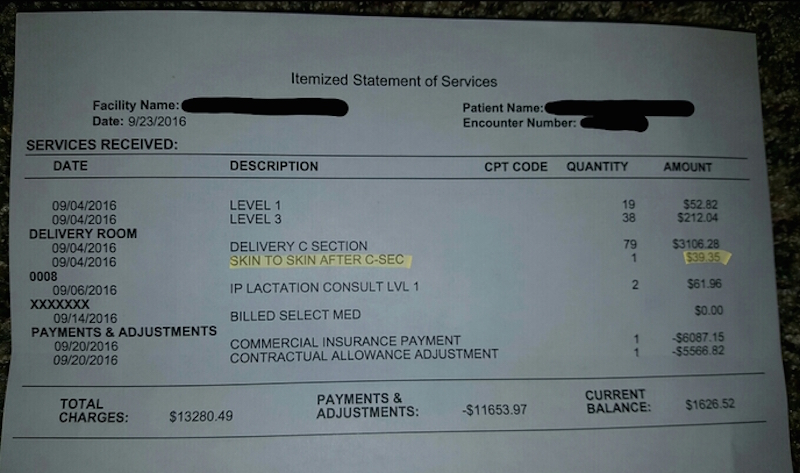 Itemized Statement of Services
Facility Name:
Patient Name:
Date: 9/23/2016
Encounter Number:
SERVICES RECEIVED:
DATE DESCRIPTION CPT CODE QUANTITY AMOUNT
09/04/2016 LEVEL 1 19 $52.82
09/04/2016 LEVEL 3 38 $212.04
DELIVERY ROOM
09/04/2016 DELIVERY C SECTION 79 $3106.28
09/04/2016 SKIN TO SKIN AFTER C-SEC 1 $39.35
0008
09/06/2016 IP LACTATION CONSULT LVL 1 2 $61.96
XXXXXXX
09/14/2016 BILLED SELECT MED $0.00
PAYMENTS & ADJUSTMENTS
09/20/2016 COMMERCIAL INSURANCE PAYMENT 1 -$6087.15
09/20/2016 CONTRACTUAL ALLOWANCE ADJUSTMENT 1 -$5566.82
TOTAL CHARGES: $13280.49
PAYMENTS & ADJUSTMENTS: -$11653.97
CURRENT BALANCE: $1626.52